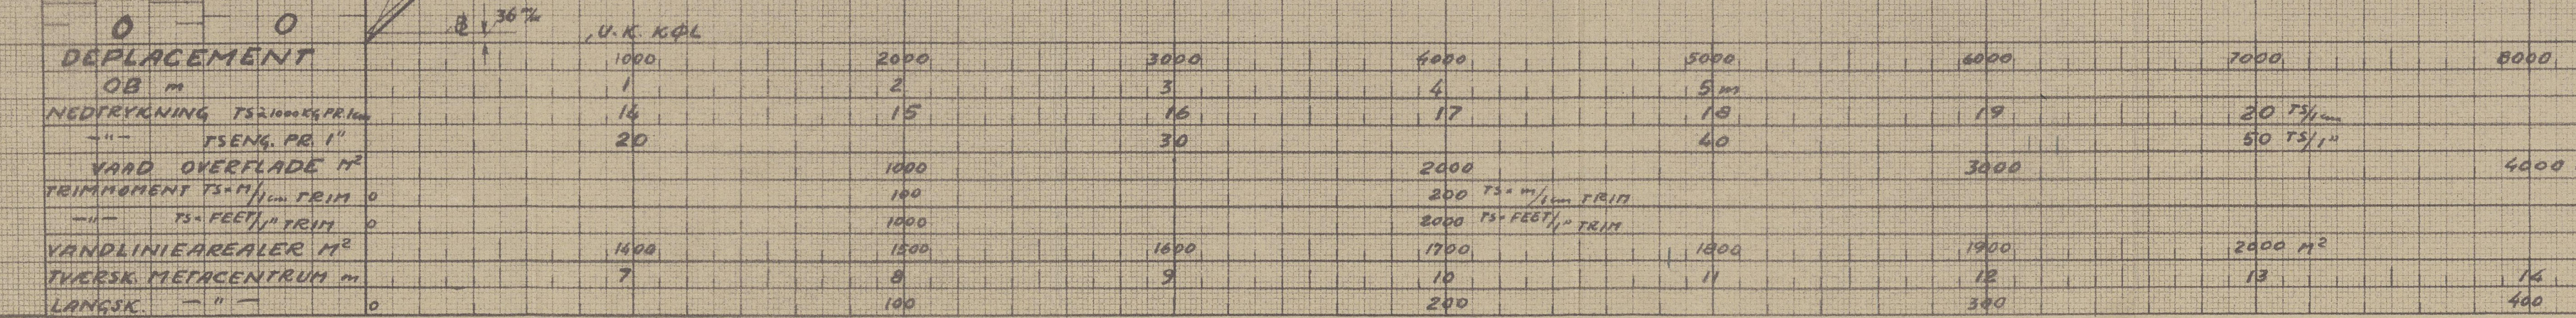 0 0 ℄ 36 m/m , U.K. KØL
DEPLACEMENT 1000 2000 3000 4000 5000 6000 7000 8000
OB m 1 2 3 4 5 m
NEDTRYKNING TS à 1000 KG PR. 1cm 14 15 16 17 18 19 20 TS/1cm
—"— TS ENG. PR. 1" 20 30 40 50 TS/1"
VAAD OVERFLADE M² 1000 2000 3000 4000
TRIMMOMENT TS×M/1cm TRIM 0 100 200 TS×m/1cm TRIM
—"— TS×FEET/1" TRIM 0 1000 2000 TS×FEET/1" TRIM
VANDLINIEAREALER M² 1400 1500 1600 1700 1800 1900 2000 M²
TVÆRSK. METACENTRUM m 7 8 9 10 11 12 13 14
LANGSK. —"— 0 100 200 300 400